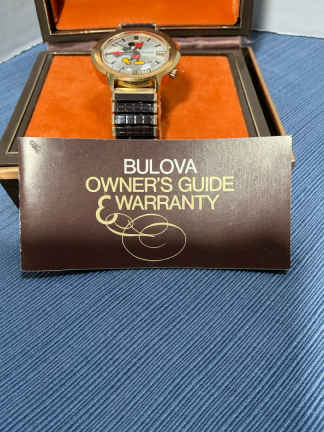 BULOVA
OWNER'S GUIDE
& WARRANTY